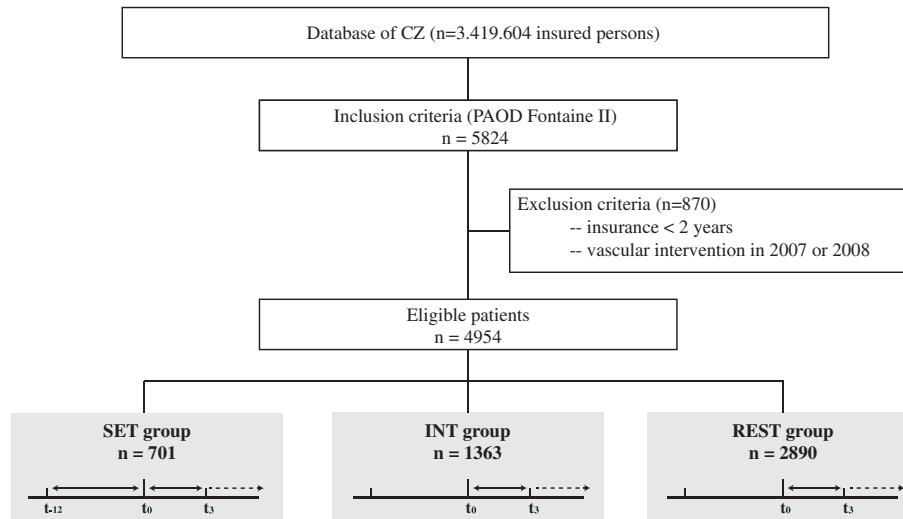 Database of CZ (n=3.419.604 insured persons)
Inclusion criteria (PAOD Fontaine II)
n = 5824
Exclusion criteria (n=870)
-- insurance < 2 years
-- vascular intervention in 2007 or 2008
Eligible patients
n = 4954
SET group
n = 701
t-12 t0 t3
INT group
n = 1363
t0 t3
REST group
n = 2890
t0 t3